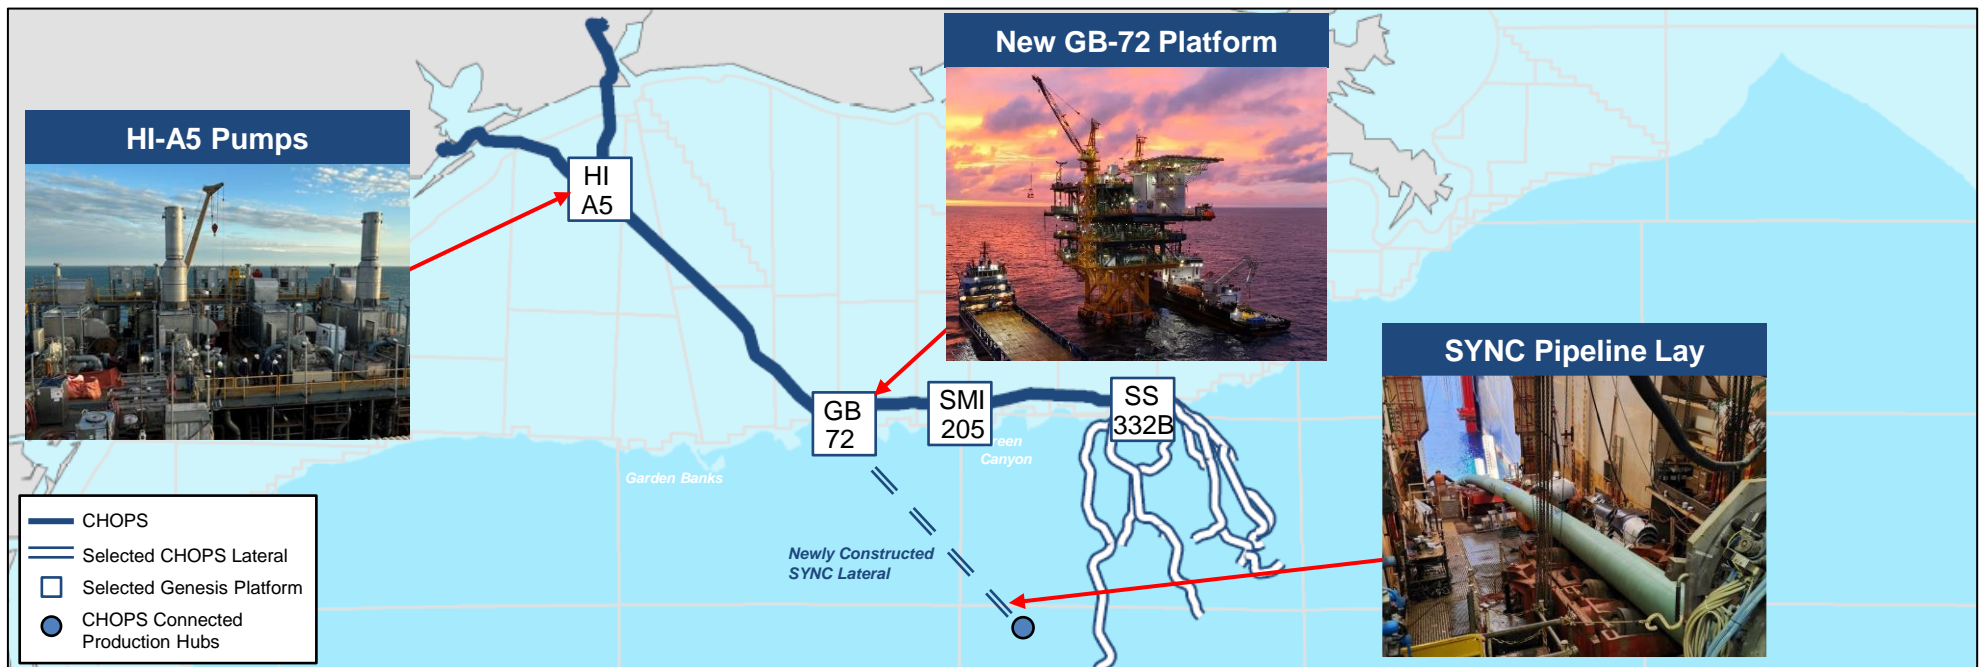 New GB-72 Platform
HI-A5 Pumps
HI
A5
SYNC Pipeline Lay
GB
72
SMI
205
SS
332B
reen
Canyon
Garden Banks
Newly Constructed
SYNC Lateral
CHOPS
Selected CHOPS Lateral
Selected Genesis Platform
CHOPS Connected
Production Hubs